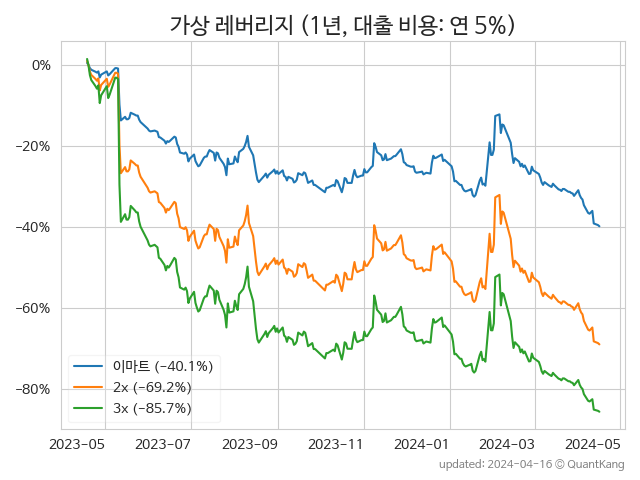 가상 레버리지 (1년, 대출 비용: 연 5%)
0%
−20%
−40%
−60%
−80%
이마트 (−40.1%)
2x (−69.2%)
3x (−85.7%)
2023−05 2023−07 2023−09 2023−11 2024−01 2024−03 2024−05
updated: 2024−04−16 © QuantKang